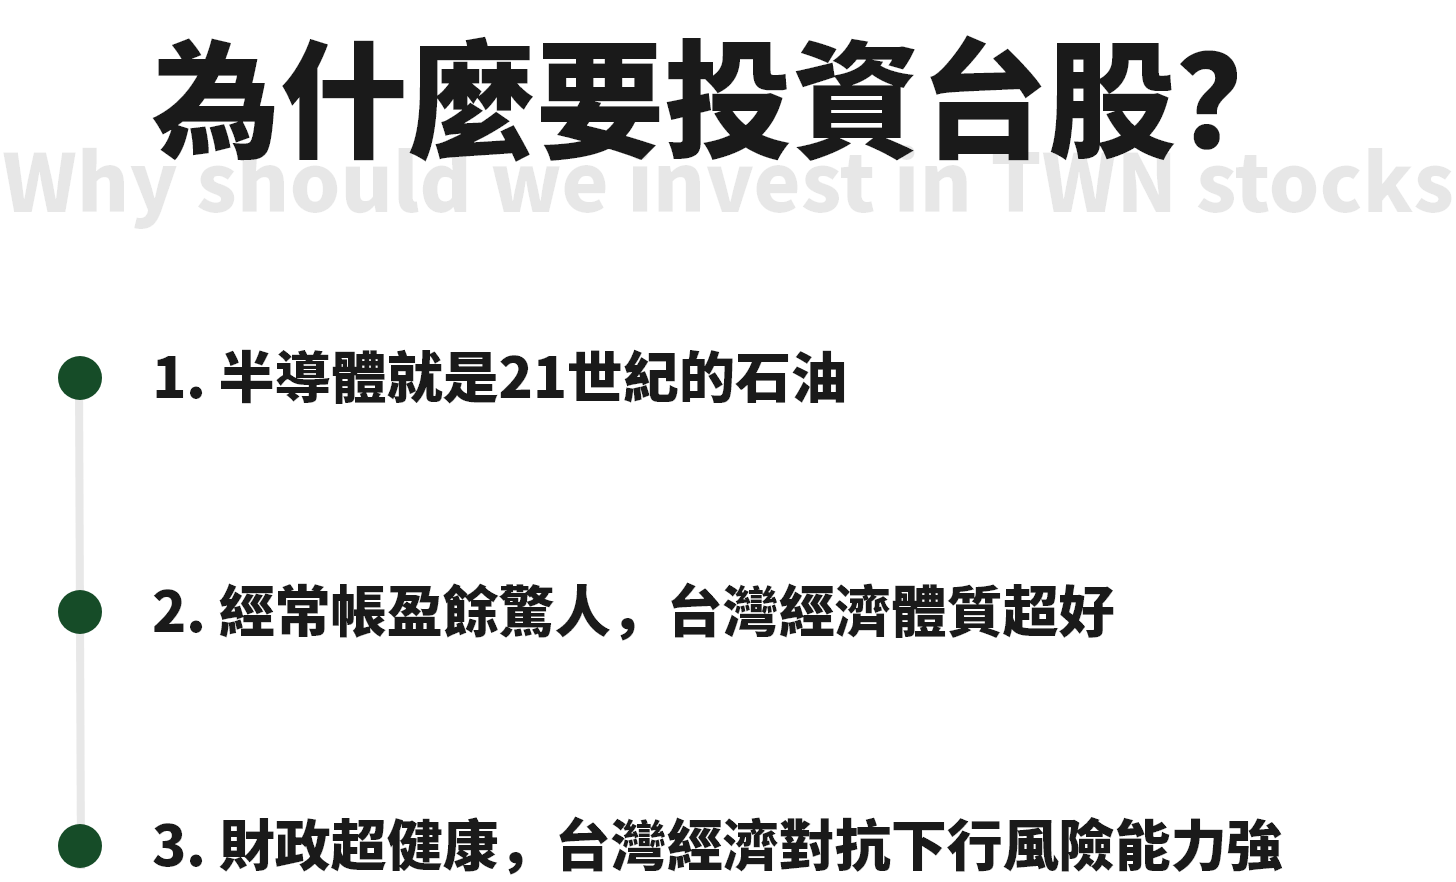 為什麼要投資台股?
Why should we invest in TWN stocks
1. 半導體就是21世紀的石油
2. 經常帳盈餘驚人，台灣經濟體質超好
3. 財政超健康，台灣經濟對抗下行風險能力強